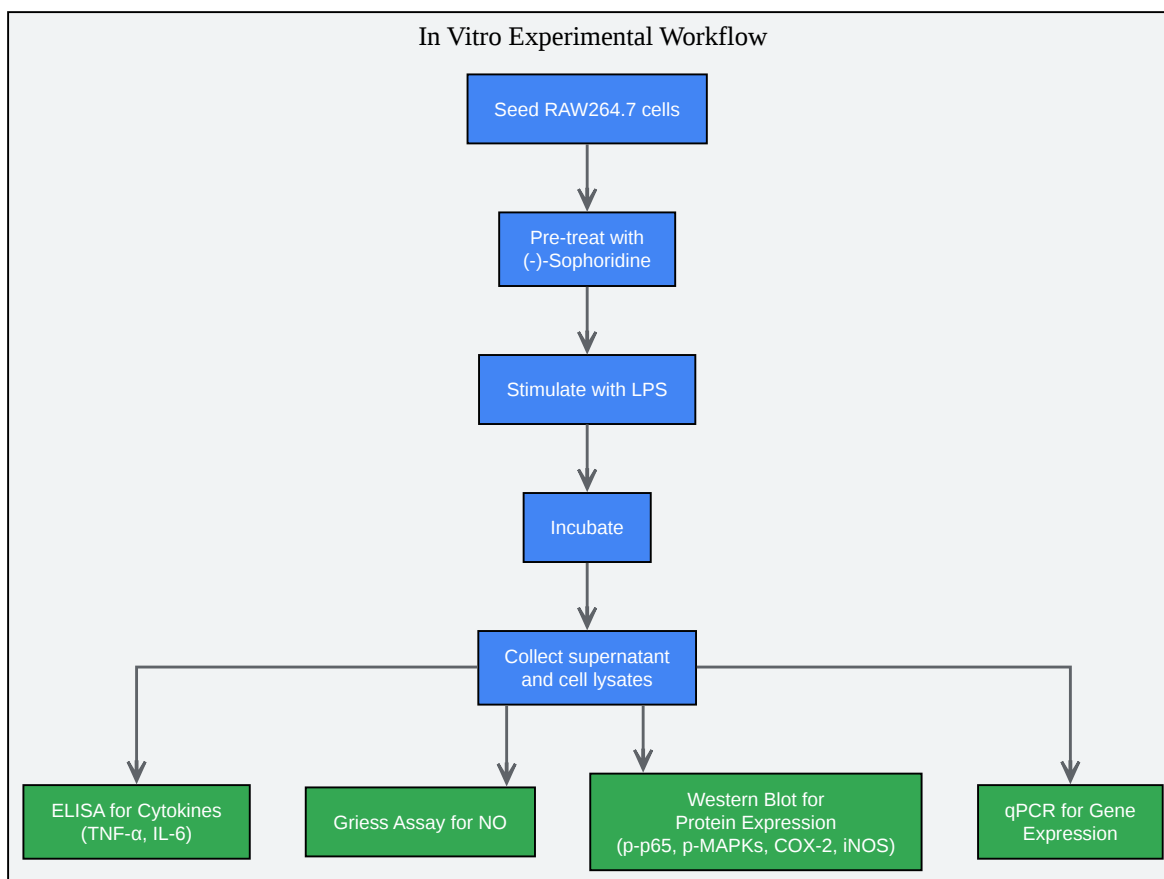 In Vitro Experimental Workflow
Seed RAW264.7 cells
Pre-treat with
(-)-Sophoridine
Stimulate with LPS
Incubate
Collect supernatant
and cell lysates
ELISA for Cytokines
(TNF-α, IL-6)
Griess Assay for NO
Western Blot for
Protein Expression
(p-p65, p-MAPKs, COX-2, iNOS)
qPCR for Gene
Expression